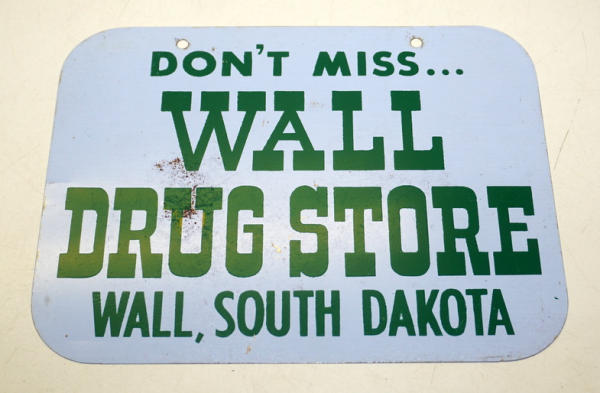 DON'T MISS...
WALL
DRUG STORE
WALL, SOUTH DAKOTA